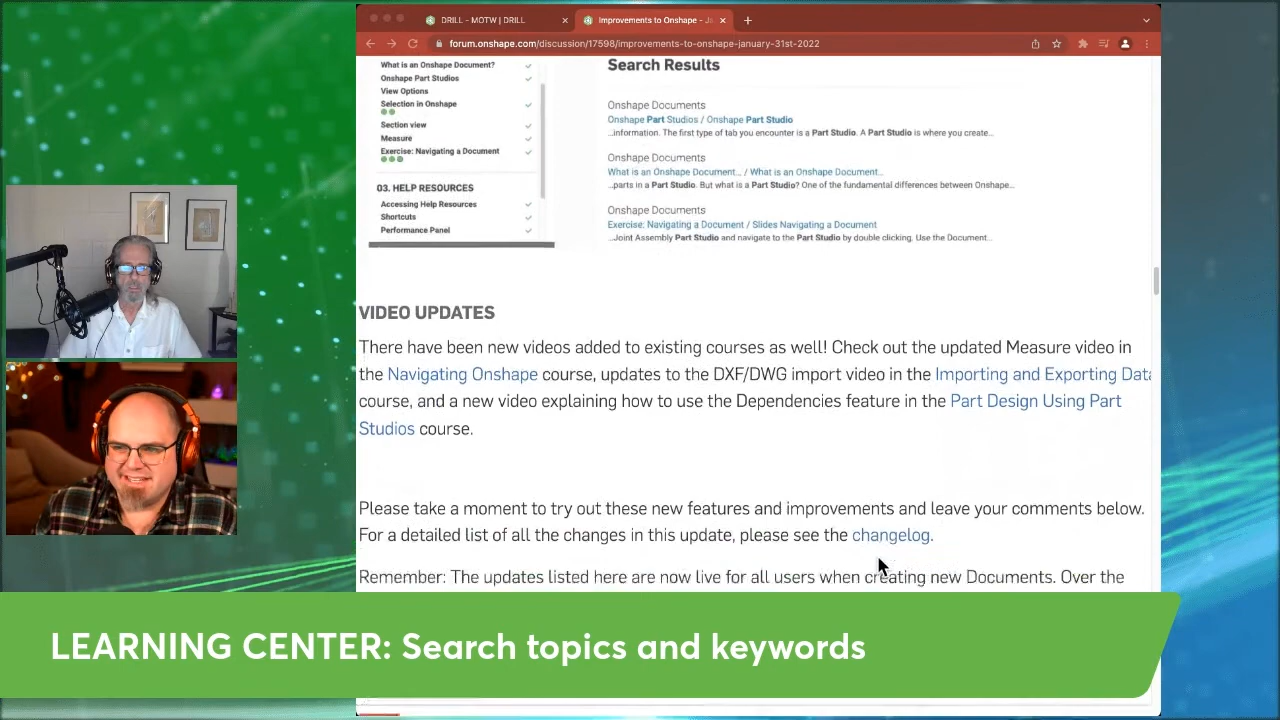 DRILL - MOTW | DRILL
Improvements to Onshape - Ja
forum.onshape.com/discussion/17598/improvements-to-onshape-january-31st-2022
What is an Onshape Document?
Onshape Part Studios
View Options
Selection in Onshape
Section view
Measure
Exercise: Navigating a Document
03. HELP RESOURCES
Accessing Help Resources
Shortcuts
Performance Panel
Search Results
Onshape Documents
Onshape Part Studios / Onshape Part Studio
...information. The first type of tab you encounter is a Part Studio. A Part Studio is where you create...
Onshape Documents
What is an Onshape Document... / What is an Onshape Document...
...parts in a Part Studio. But what is a Part Studio? One of the fundamental differences between Onshape...
Onshape Documents
Exercise: Navigating a Document / Slides Navigating a Document
...Joint Assembly Part Studio and navigate to the Part Studio by double clicking. Use the Document...
VIDEO UPDATES
There have been new videos added to existing courses as well! Check out the updated Measure video in
the Navigating Onshape course, updates to the DXF/DWG import video in the Importing and Exporting Data
course, and a new video explaining how to use the Dependencies feature in the Part Design Using Part
Studios course.
Please take a moment to try out these new features and improvements and leave your comments below.
For a detailed list of all the changes in this update, please see the changelog.
Remember: The updates listed here are now live for all users when creating new Documents. Over the
LEARNING CENTER: Search topics and keywords